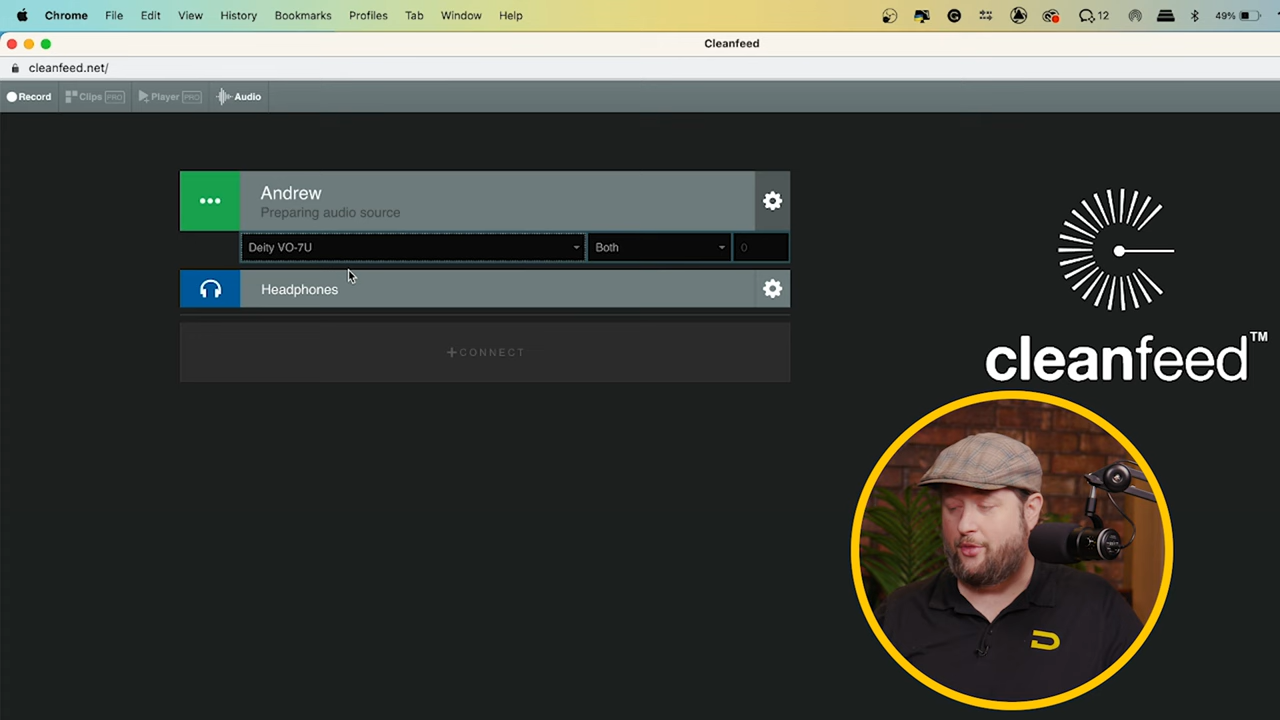 Chrome File Edit View History Bookmarks Profiles Tab Window Help 12 49%
Cleanfeed
cleanfeed.net/
Record Clips PRO Player PRO Audio
Andrew
Preparing audio source
Deity VO-7U Both 0
Headphones
+CONNECT
cleanfeed™